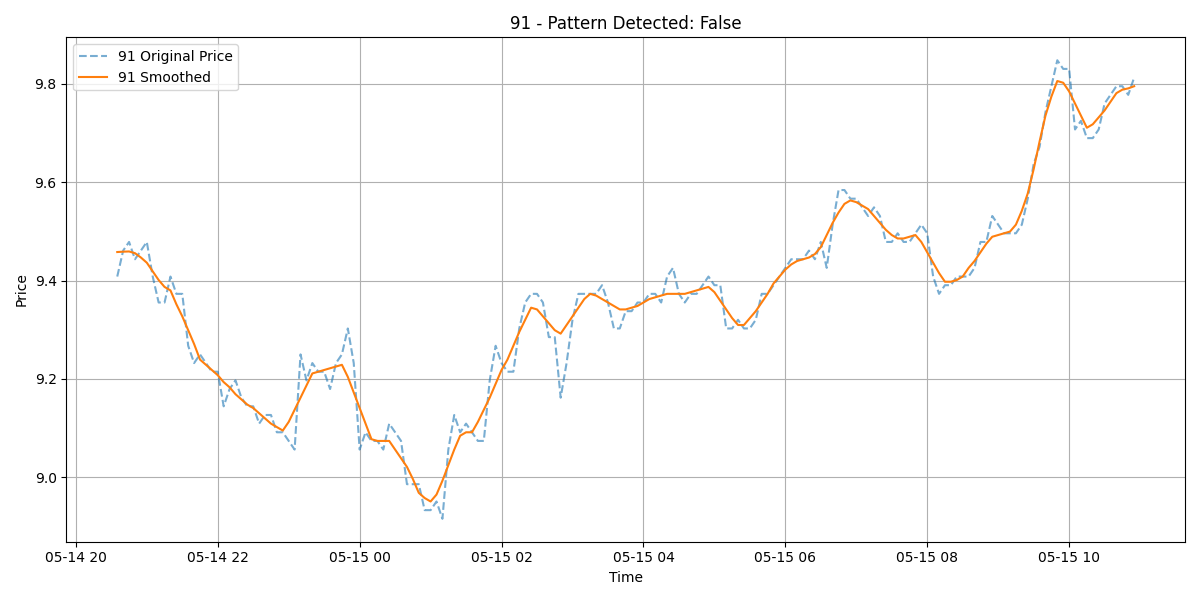 91 - Pattern Detected: False
91 Original Price
91 Smoothed
9.8
9.6
9.4
9.2
9.0
Price
05-14 20
05-14 22
05-15 00
05-15 02
05-15 04
05-15 06
05-15 08
05-15 10
Time